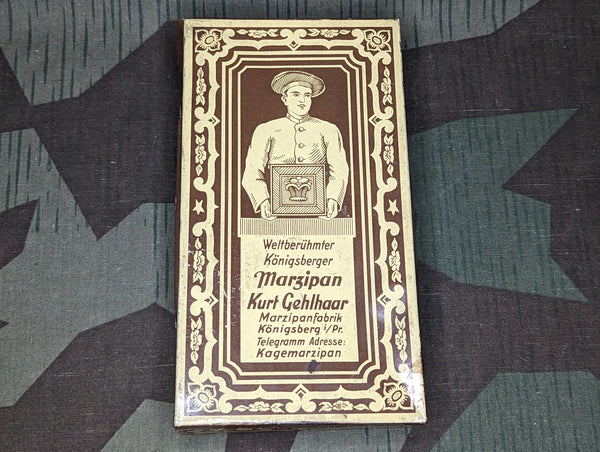 Weltberühmter
Königsberger
Marzipan
Kurt Gehlhaar
Marzipanfabrik
Königsberg i/Pr.
Telegramm Adresse:
Kagemarzipan